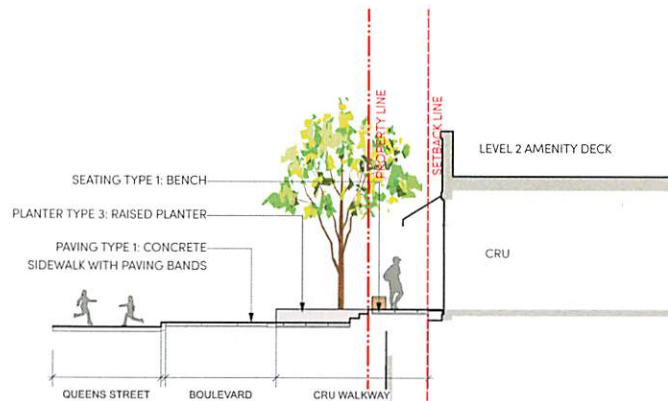 PROPERTY LINE
SETBACK LINE
LEVEL 2 AMENITY DECK
SEATING TYPE 1: BENCH
PLANTER TYPE 3: RAISED PLANTER
PAVING TYPE 1: CONCRETE
SIDEWALK WITH PAVING BANDS
CRU
QUEENS STREET
BOULEVARD
CRU WALKWAY